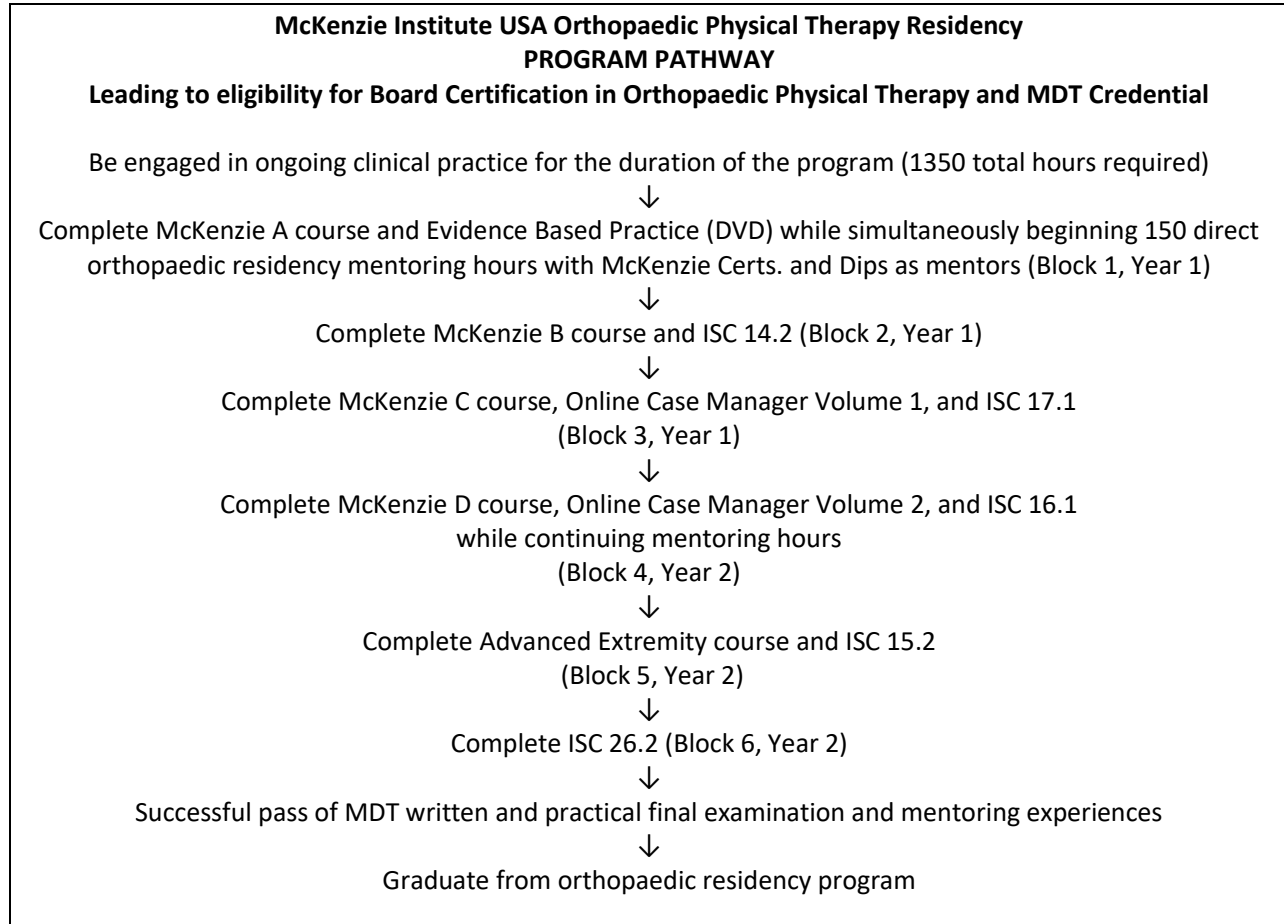 McKenzie Institute USA Orthopaedic Physical Therapy Residency
PROGRAM PATHWAY
Leading to eligibility for Board Certification in Orthopaedic Physical Therapy and MDT Credential
Be engaged in ongoing clinical practice for the duration of the program (1350 total hours required)
↓
Complete McKenzie A course and Evidence Based Practice (DVD) while simultaneously beginning 150 direct
orthopaedic residency mentoring hours with McKenzie Certs. and Dips as mentors (Block 1, Year 1)
↓
Complete McKenzie B course and ISC 14.2 (Block 2, Year 1)
↓
Complete McKenzie C course, Online Case Manager Volume 1, and ISC 17.1
(Block 3, Year 1)
↓
Complete McKenzie D course, Online Case Manager Volume 2, and ISC 16.1
while continuing mentoring hours
(Block 4, Year 2)
↓
Complete Advanced Extremity course and ISC 15.2
(Block 5, Year 2)
↓
Complete ISC 26.2 (Block 6, Year 2)
↓
Successful pass of MDT written and practical final examination and mentoring experiences
↓
Graduate from orthopaedic residency program